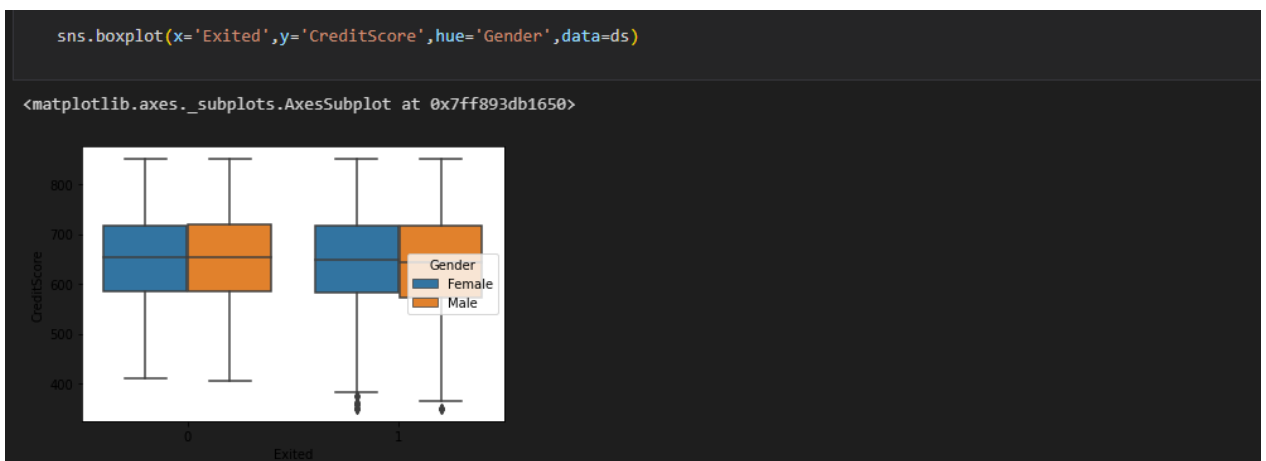 sns.boxplot(x='Exited',y='CreditScore',hue='Gender',data=ds)
<matplotlib.axes._subplots.AxesSubplot at 0x7ff893db1650>
800
700
600
500
400
CreditScore
Gender
Female
Male
0 1
Exited